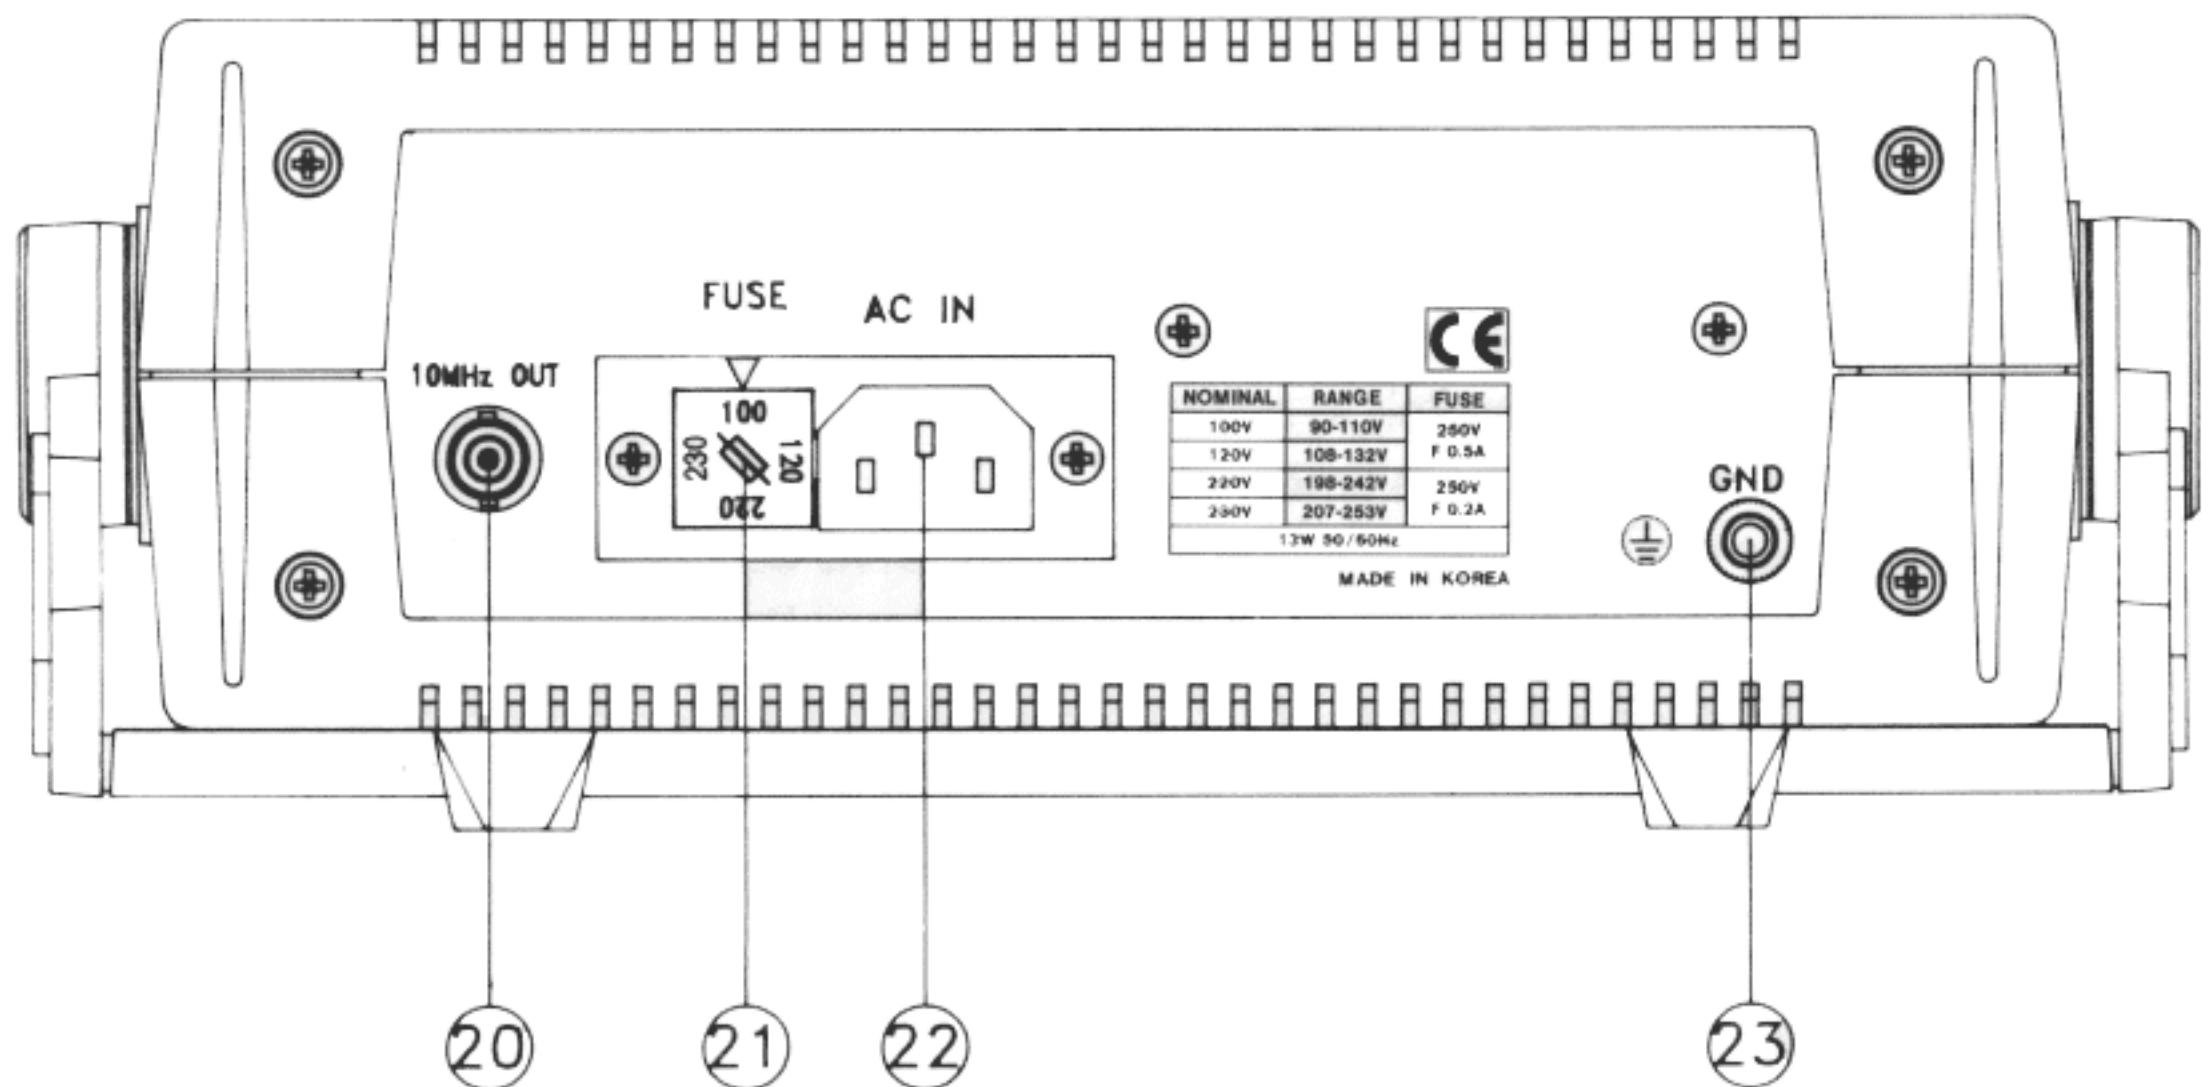 FUSE
AC IN
10MHz OUT
100
230
120
220
CE
NOMINAL RANGE FUSE
100V 90-110V 250V
F 0.5A
120V 108-132V
220V 198-242V 250V
F 0.2A
230V 207-253V
13W 50/60Hz
MADE IN KOREA
GND
20
21
22
23